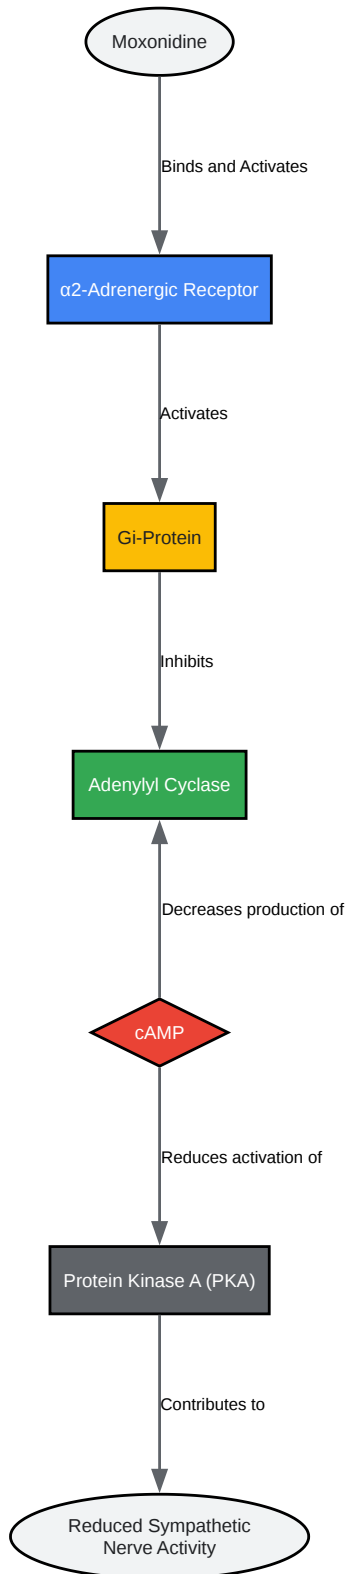 Moxonidine
Binds and Activates
α2-Adrenergic Receptor
Activates
Gi-Protein
Inhibits
Adenylyl Cyclase
Decreases production of
cAMP
Reduces activation of
Protein Kinase A (PKA)
Contributes to
Reduced Sympathetic
Nerve Activity